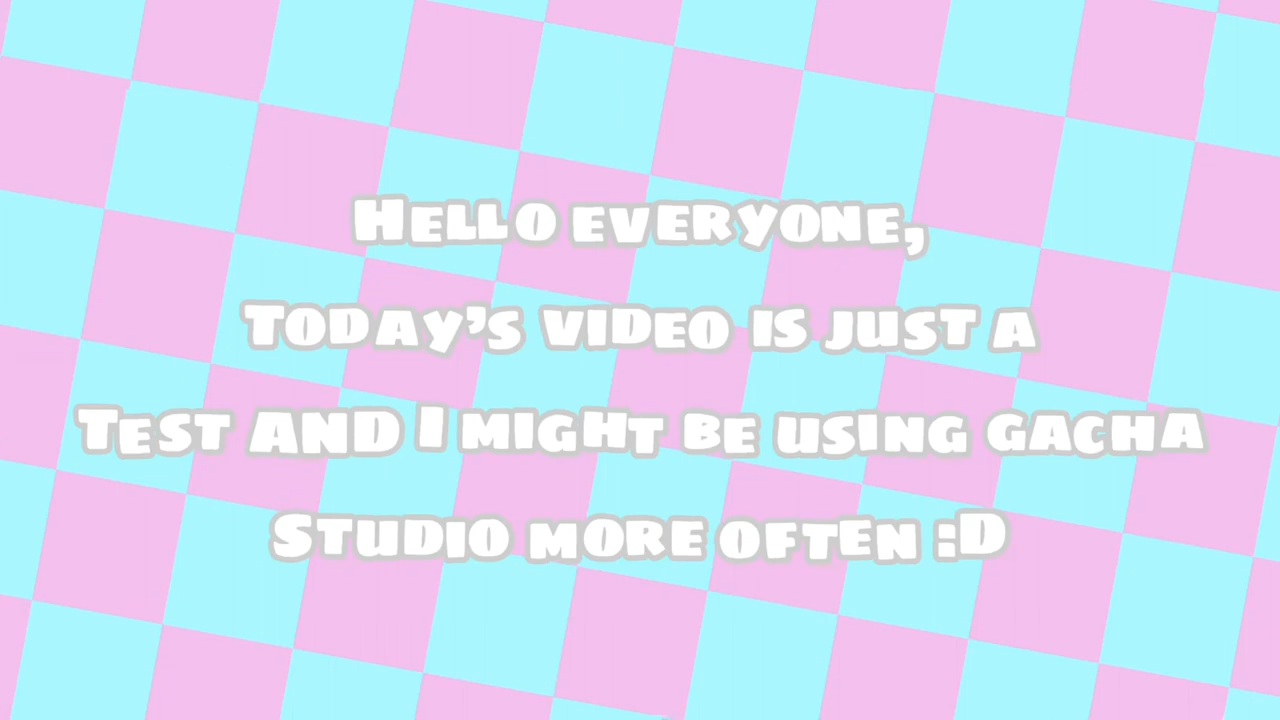 Hello everyone,
Today's video is just a
Test and I might be using gacha
Studio more often :D